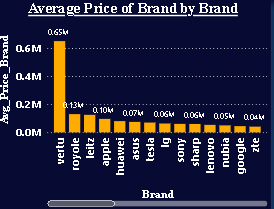 Average Price of Brand by Brand
Avg_Price_Brand
0.6M
0.4M
0.2M
0.0M
0.65M
0.13M
0.10M
0.07M
0.06M
0.06M
0.05M
0.04M
vertu
royole
leitz
apple
huawei
asus
tesla
lg
sony
sharp
lenovo
nubia
google
zte
Brand